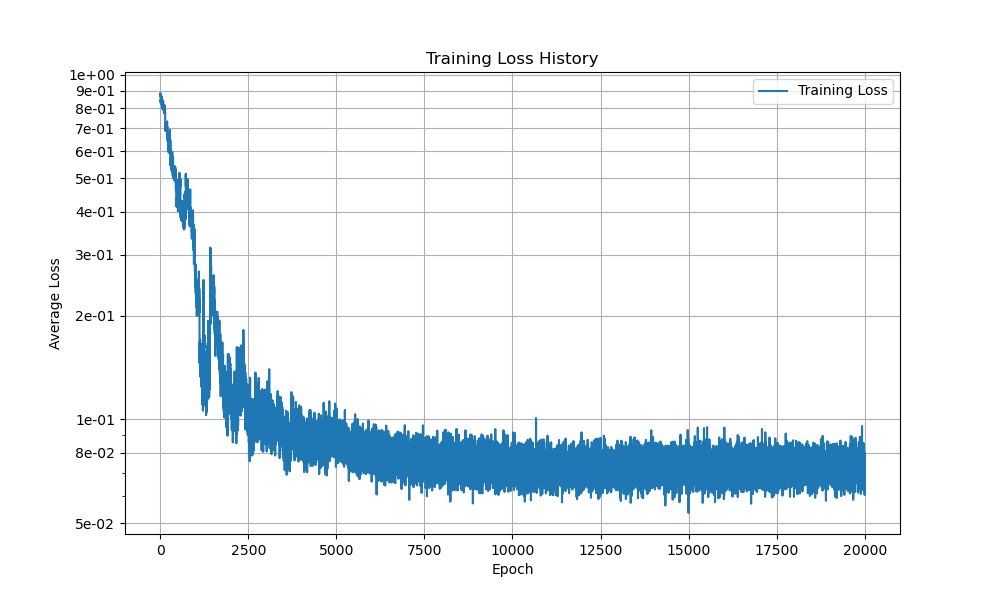 Training Loss History
Training Loss
1e+00
9e-01
8e-01
7e-01
6e-01
5e-01
4e-01
3e-01
2e-01
1e-01
8e-02
5e-02
Average Loss
0 2500 5000 7500 10000 12500 15000 17500 20000
Epoch